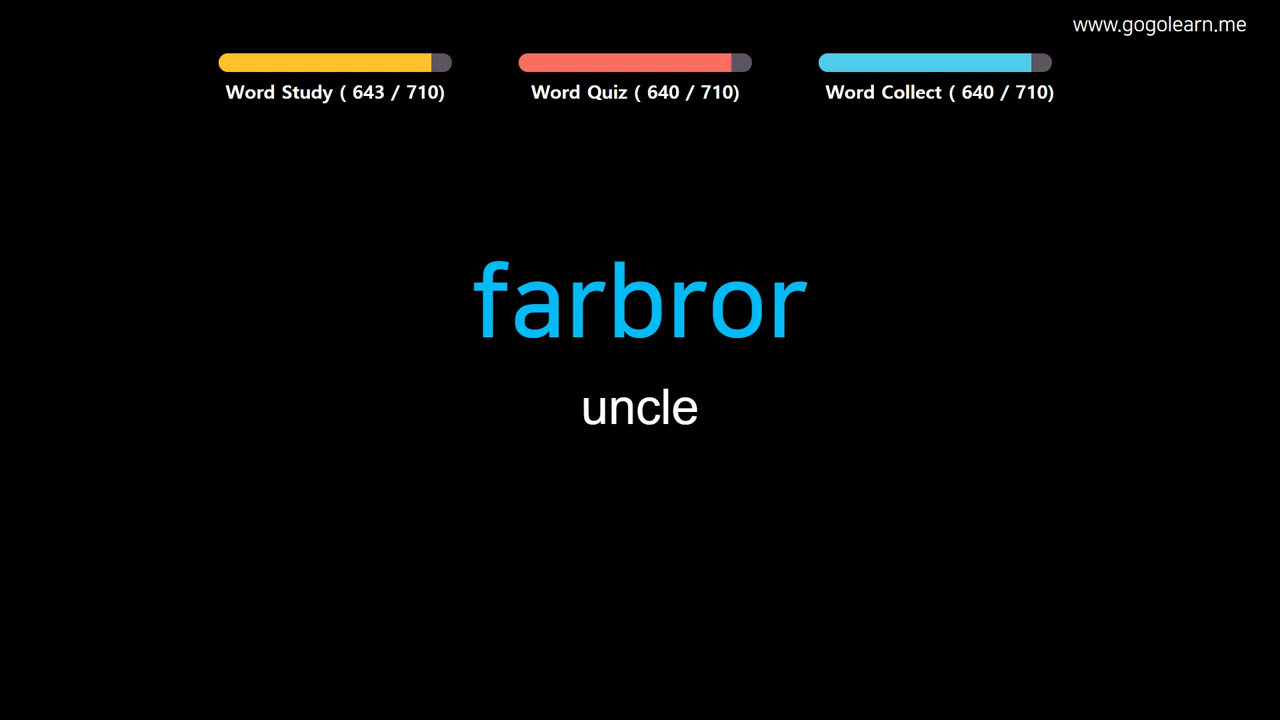 www.gogolearn.me
Word Study ( 643 / 710)
Word Quiz ( 640 / 710)
Word Collect ( 640 / 710)
farbror
uncle